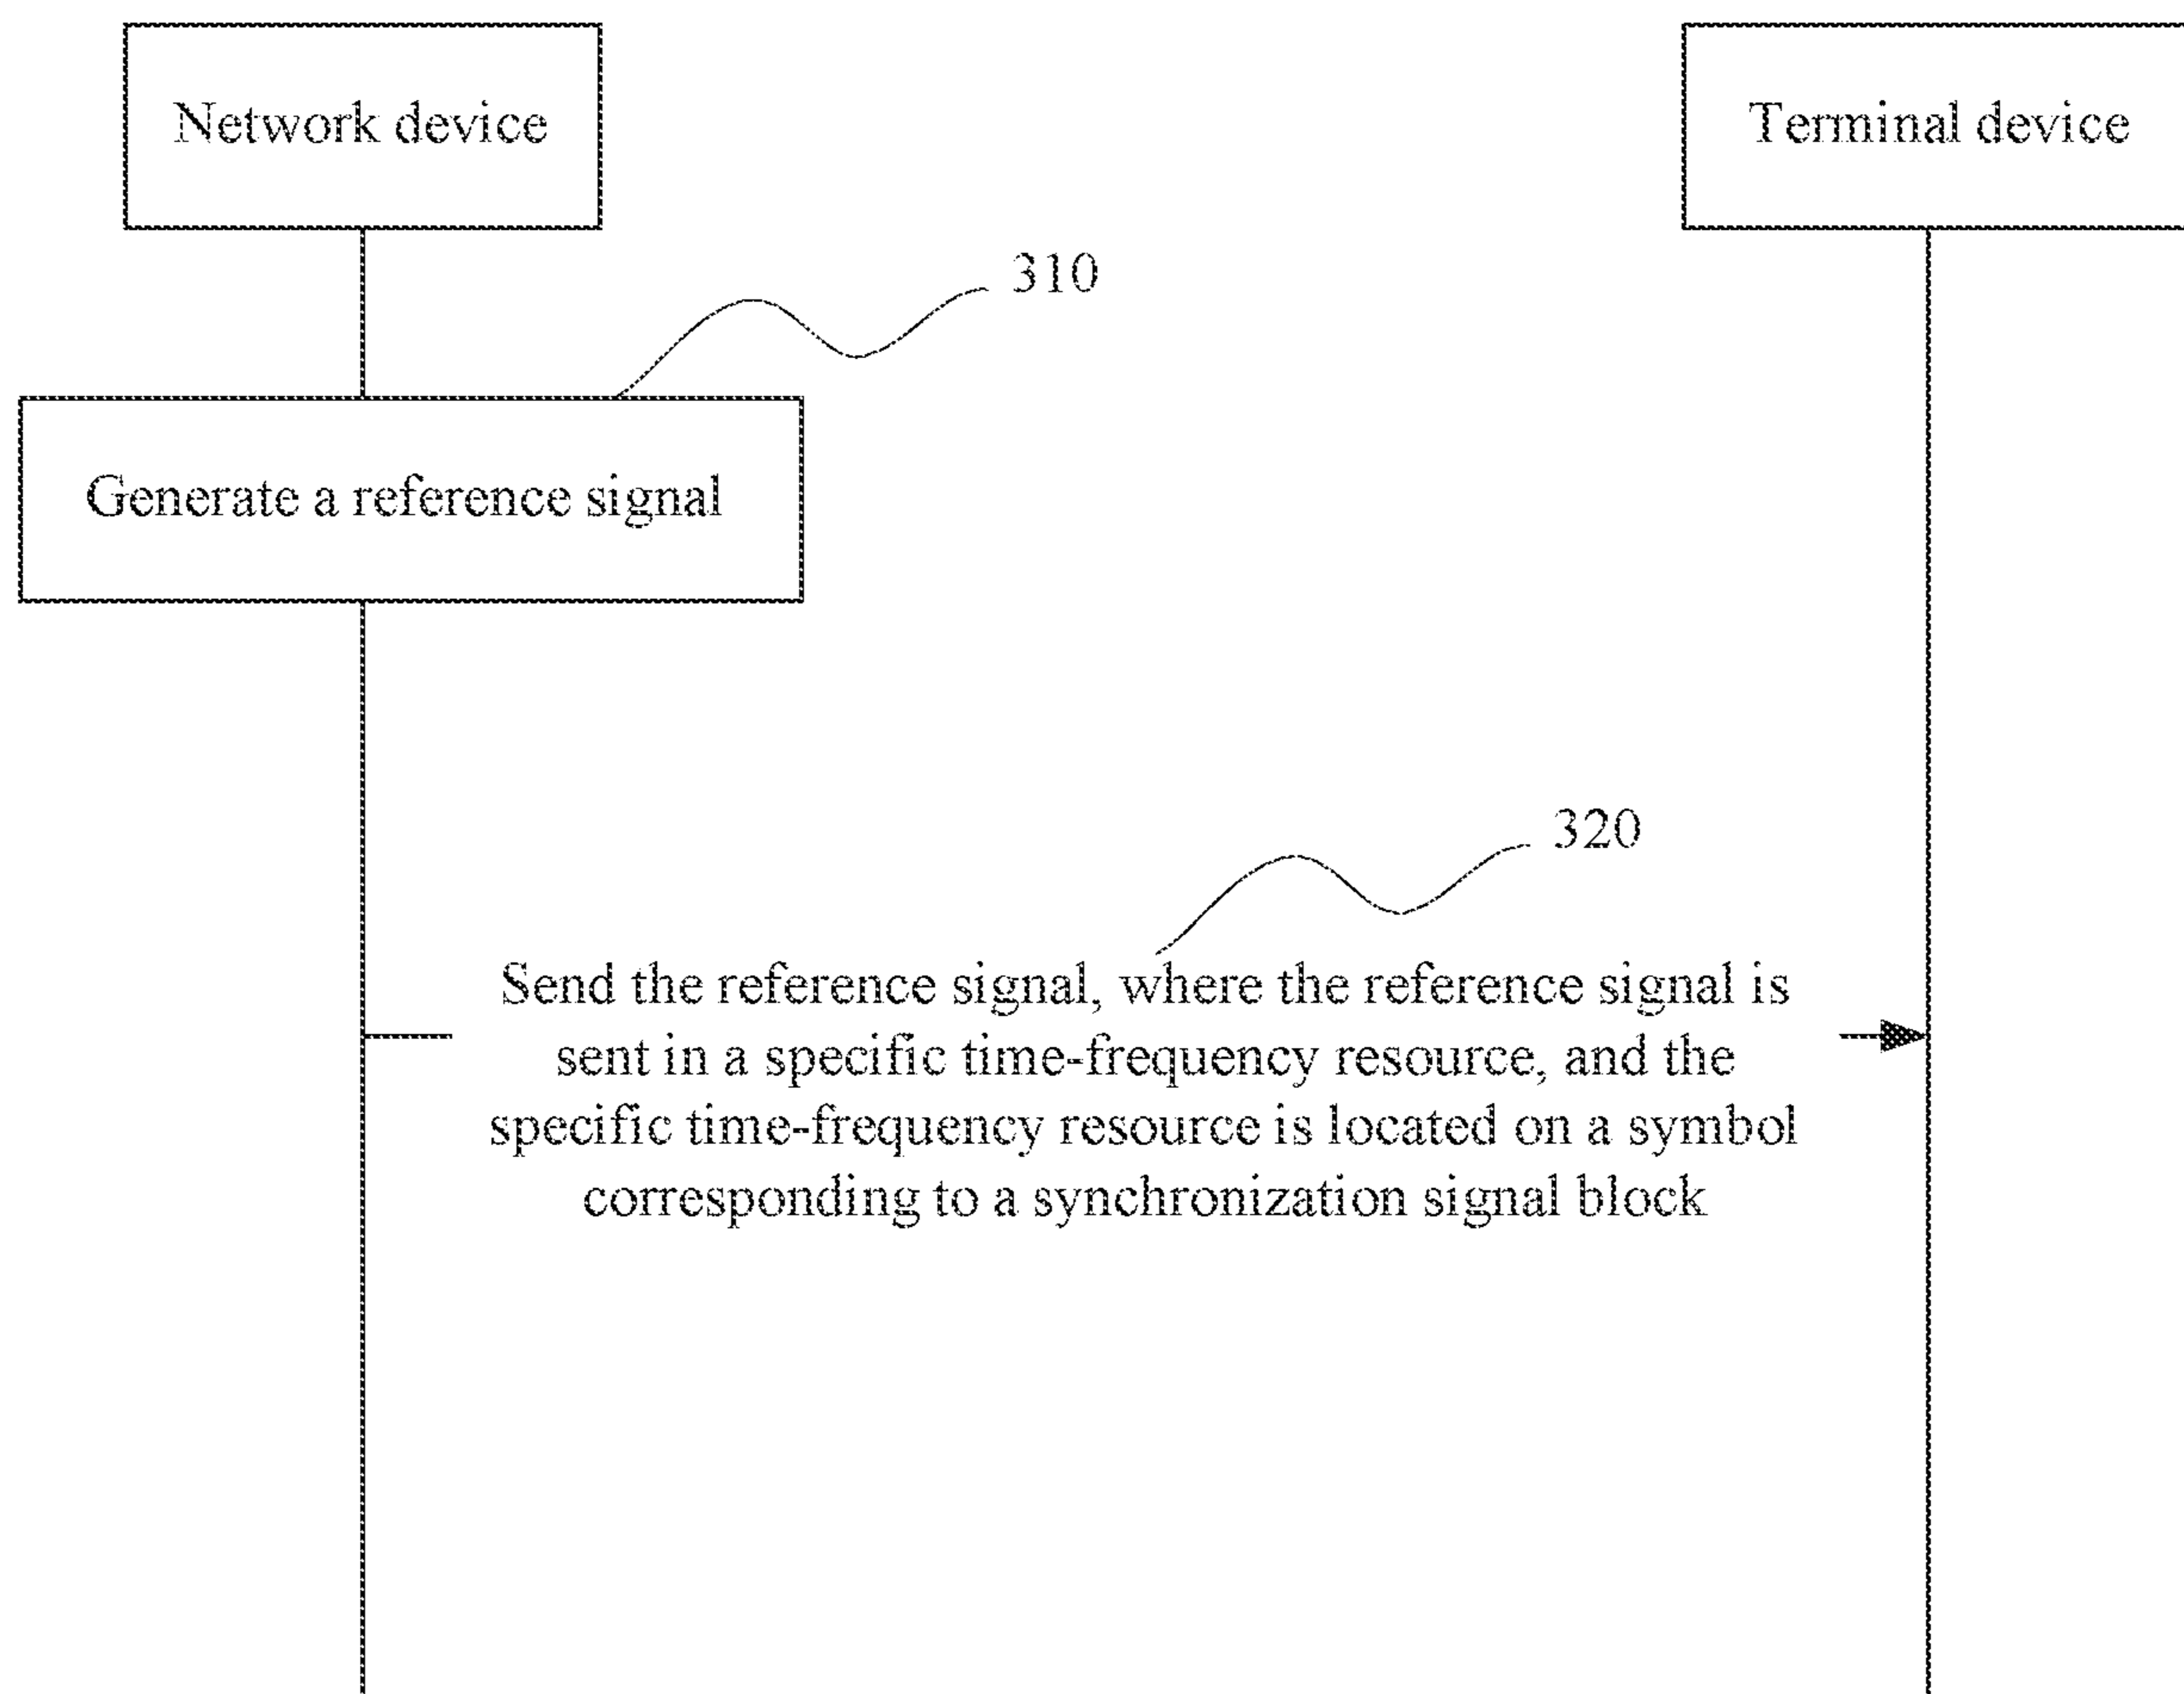 Network device
Terminal device
310
Generate a reference signal
320
Send the reference signal, where the reference signal is
sent in a specific time-frequency resource, and the
specific time-frequency resource is located on a symbol
corresponding to a synchronization signal block